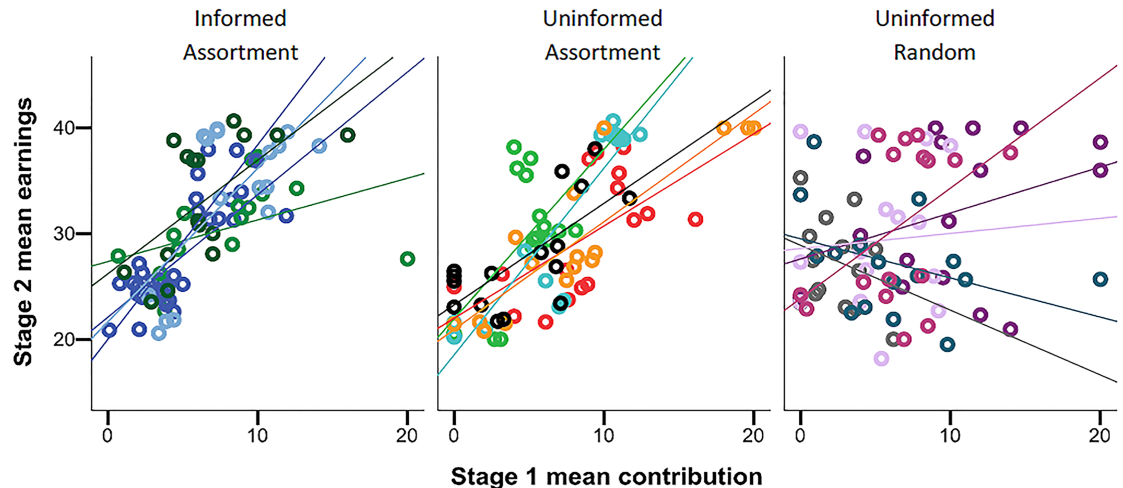 Informed
Assortment
Uninformed
Assortment
Uninformed
Random
Stage 2 mean earnings
40
30
20
0 10 20
0 10 20
0 10 20
Stage 1 mean contribution